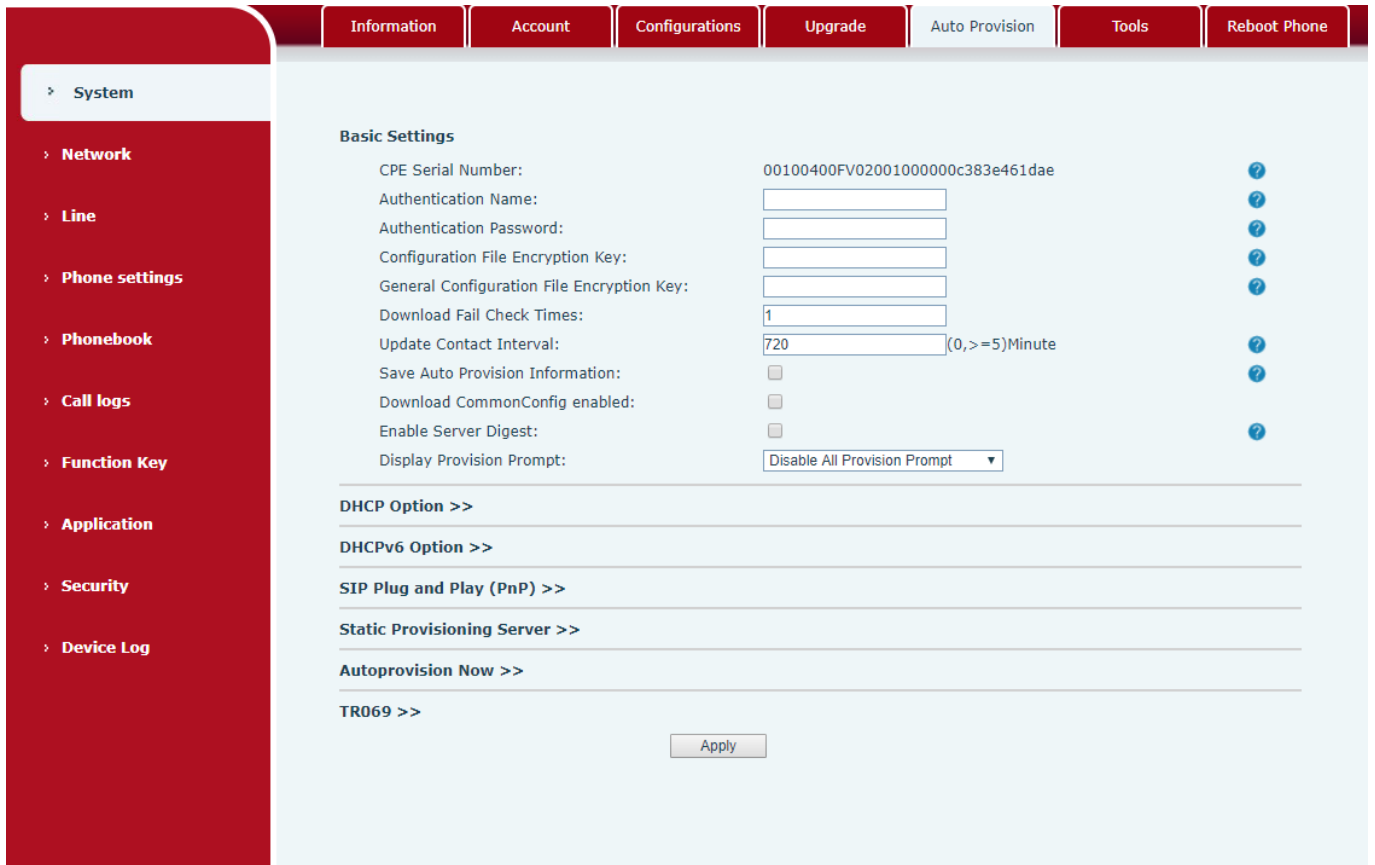 Information Account Configurations Upgrade Auto Provision Tools Reboot Phone
› System
› Network
› Line
› Phone settings
› Phonebook
› Call logs
› Function Key
› Application
› Security
› Device Log
Basic Settings
CPE Serial Number: 00100400FV02001000000c383e461dae ?
Authentication Name: ?
Authentication Password: ?
Configuration File Encryption Key: ?
General Configuration File Encryption Key: ?
Download Fail Check Times: 1
Update Contact Interval: 720 (0,>=5)Minute ?
Save Auto Provision Information: ?
Download CommonConfig enabled:
Enable Server Digest: ?
Display Provision Prompt: Disable All Provision Prompt ▼
DHCP Option >>
DHCPv6 Option >>
SIP Plug and Play (PnP) >>
Static Provisioning Server >>
Autoprovision Now >>
TR069 >>
Apply